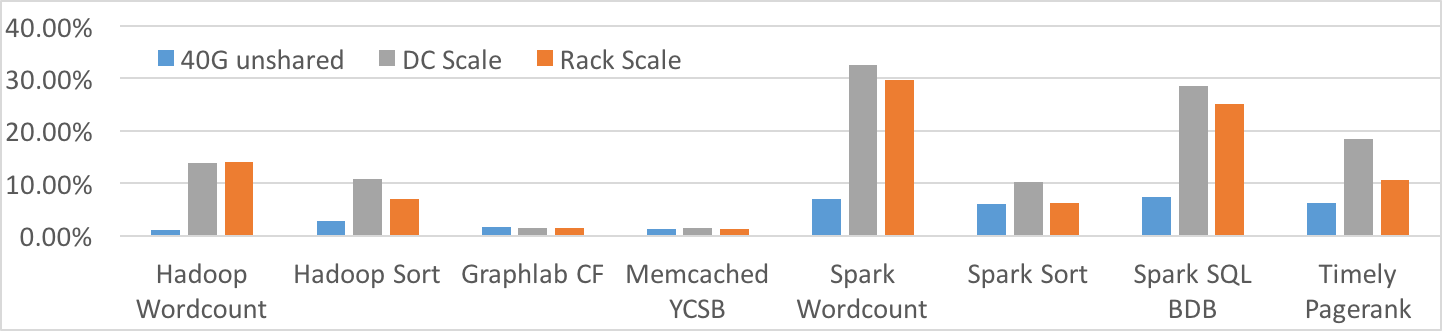 40.00%
40G unshared DC Scale Rack Scale
30.00%
20.00%
10.00%
0.00%
Hadoop Wordcount
Hadoop Sort
Graphlab CF
Memcached YCSB
Spark Wordcount
Spark Sort
Spark SQL BDB
Timely Pagerank